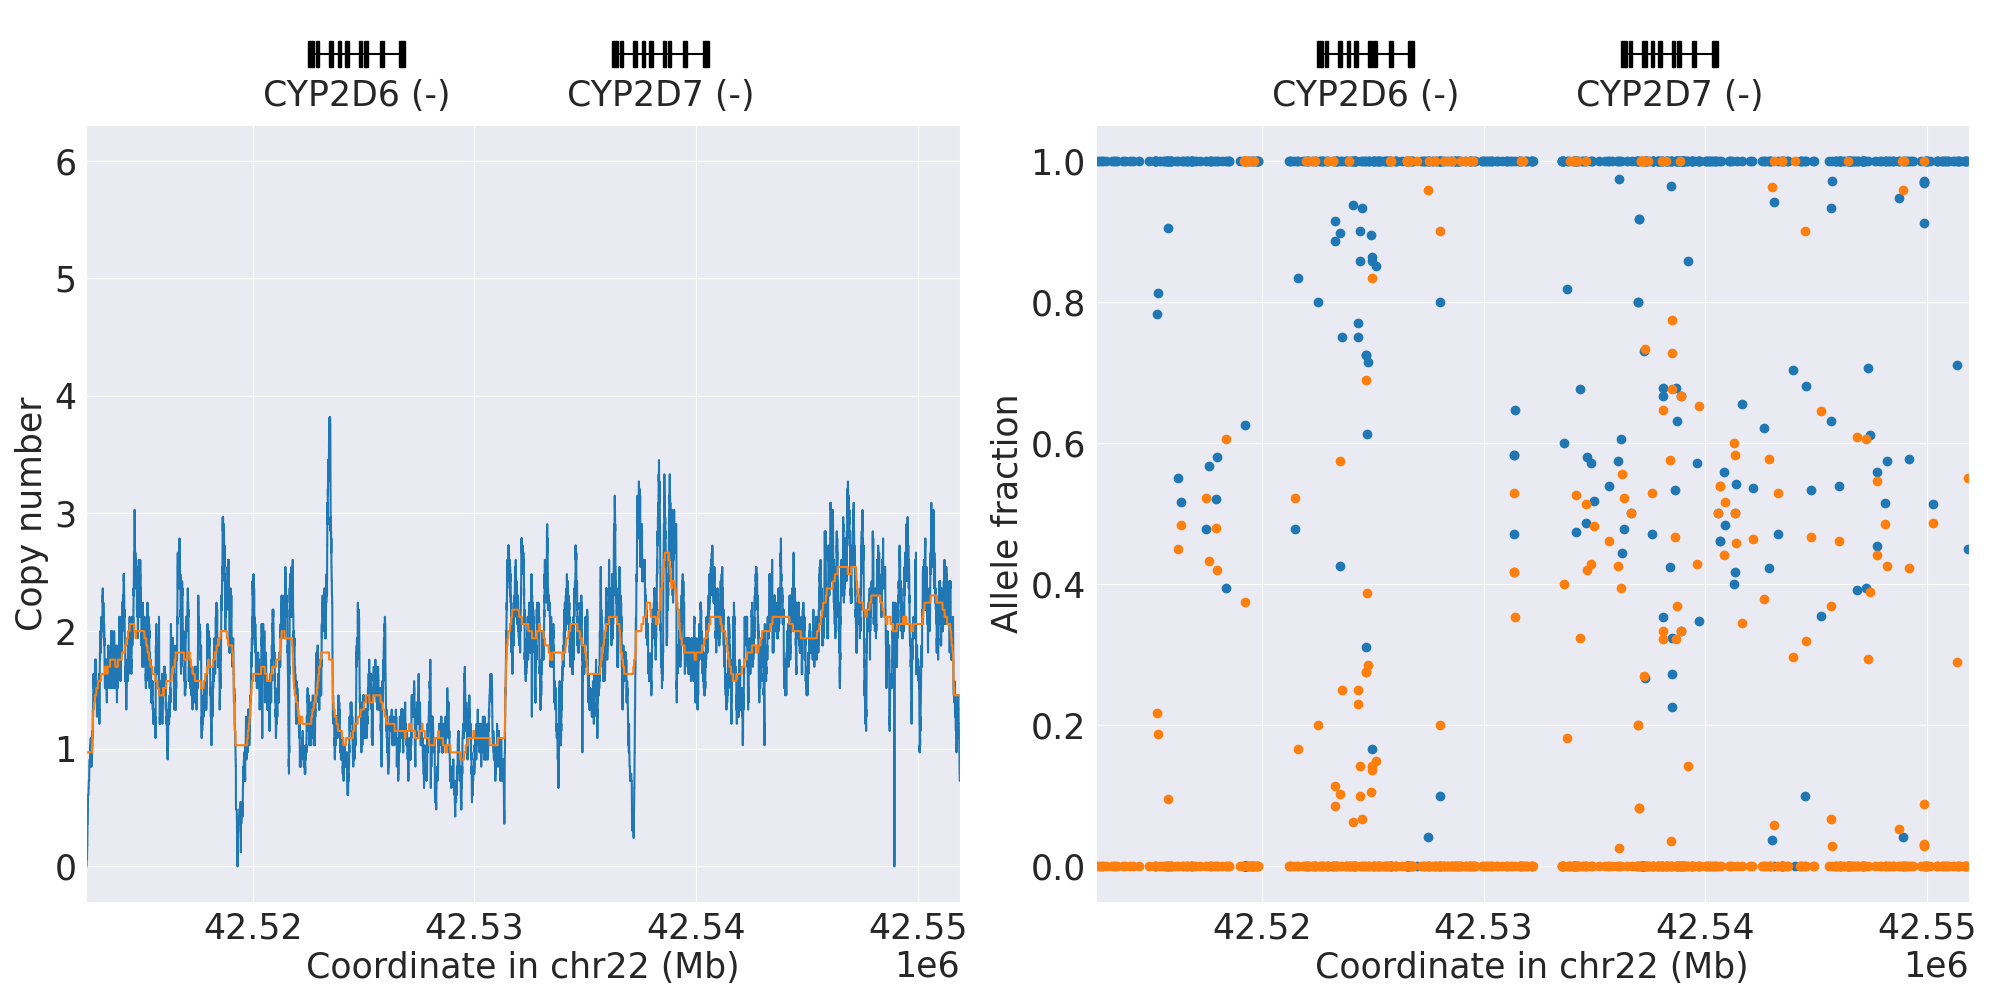 CYP2D6 (-) CYP2D7 (-)
6
5
4
3
2
1
0
Copy number
42.52 42.53 42.54 42.55
Coordinate in chr22 (Mb) 1e6
CYP2D6 (-) CYP2D7 (-)
1.0
0.8
0.6
0.4
0.2
0.0
Allele fraction
42.52 42.53 42.54 42.55
Coordinate in chr22 (Mb) 1e6